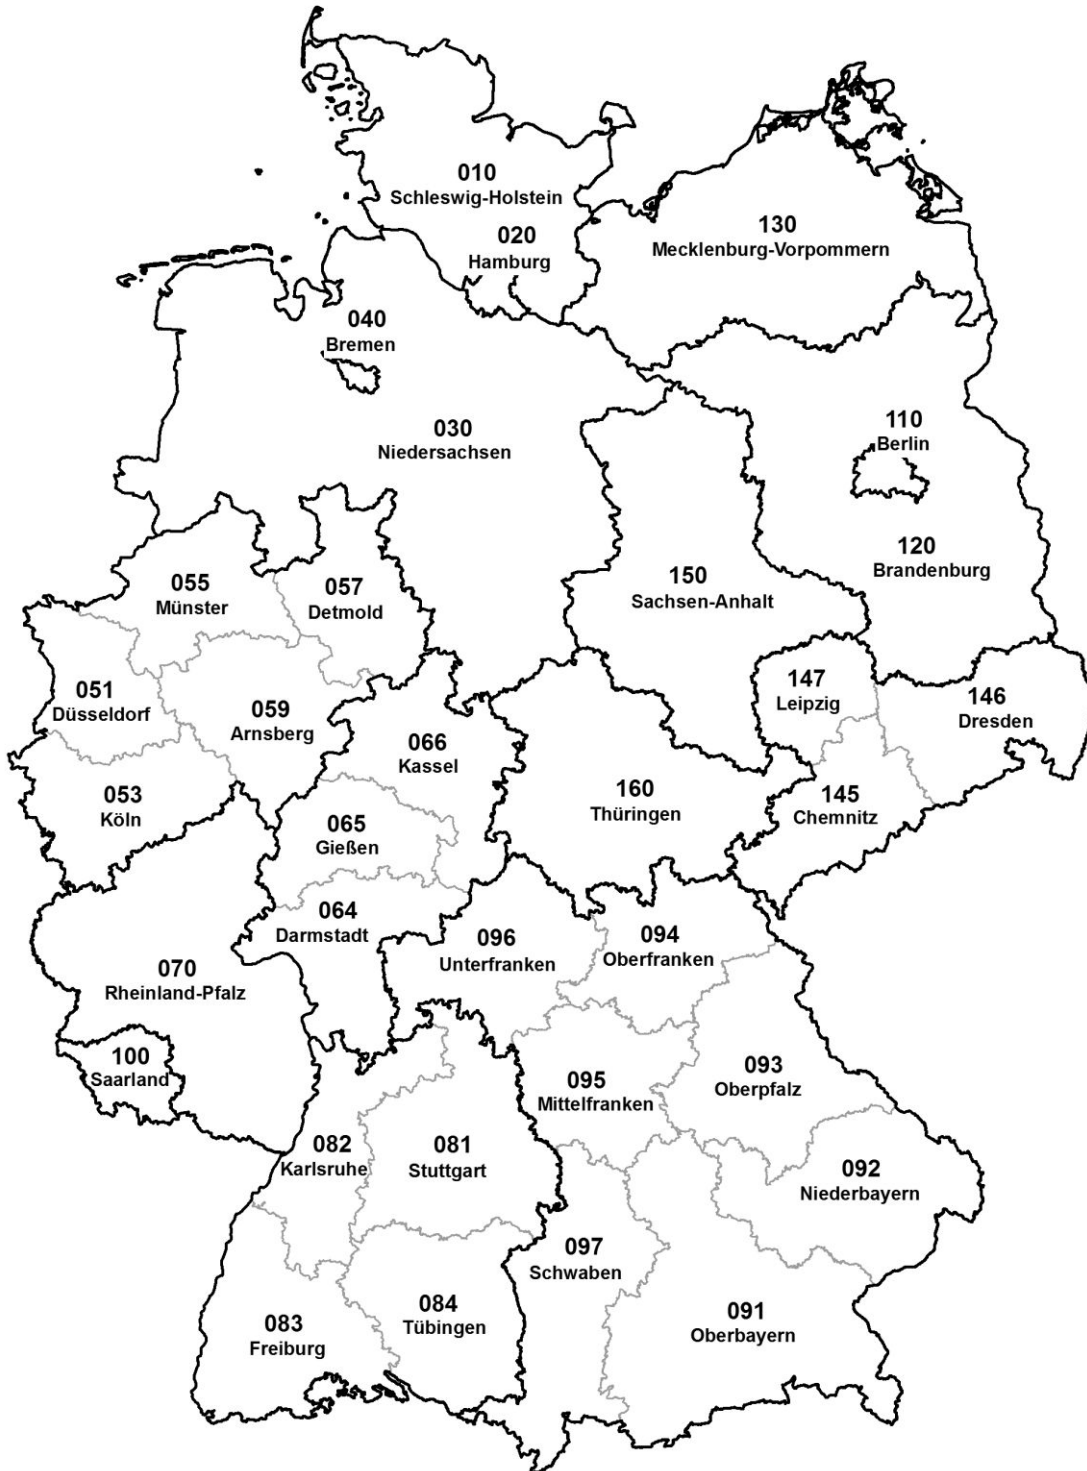 010
Schleswig-Holstein
020
Hamburg
130
Mecklenburg-Vorpommern
040
Bremen
030
Niedersachsen
110
Berlin
120
Brandenburg
150
Sachsen-Anhalt
055
Münster
057
Detmold
051
Düsseldorf
059
Arnsberg
053
Köln
066
Kassel
065
Gießen
064
Darmstadt
147
Leipzig
146
Dresden
145
Chemnitz
160
Thüringen
070
Rheinland-Pfalz
100
Saarland
096
Unterfranken
094
Oberfranken
095
Mittelfranken
093
Oberpfalz
092
Niederbayern
082
Karlsruhe
081
Stuttgart
097
Schwaben
091
Oberbayern
083
Freiburg
084
Tübingen